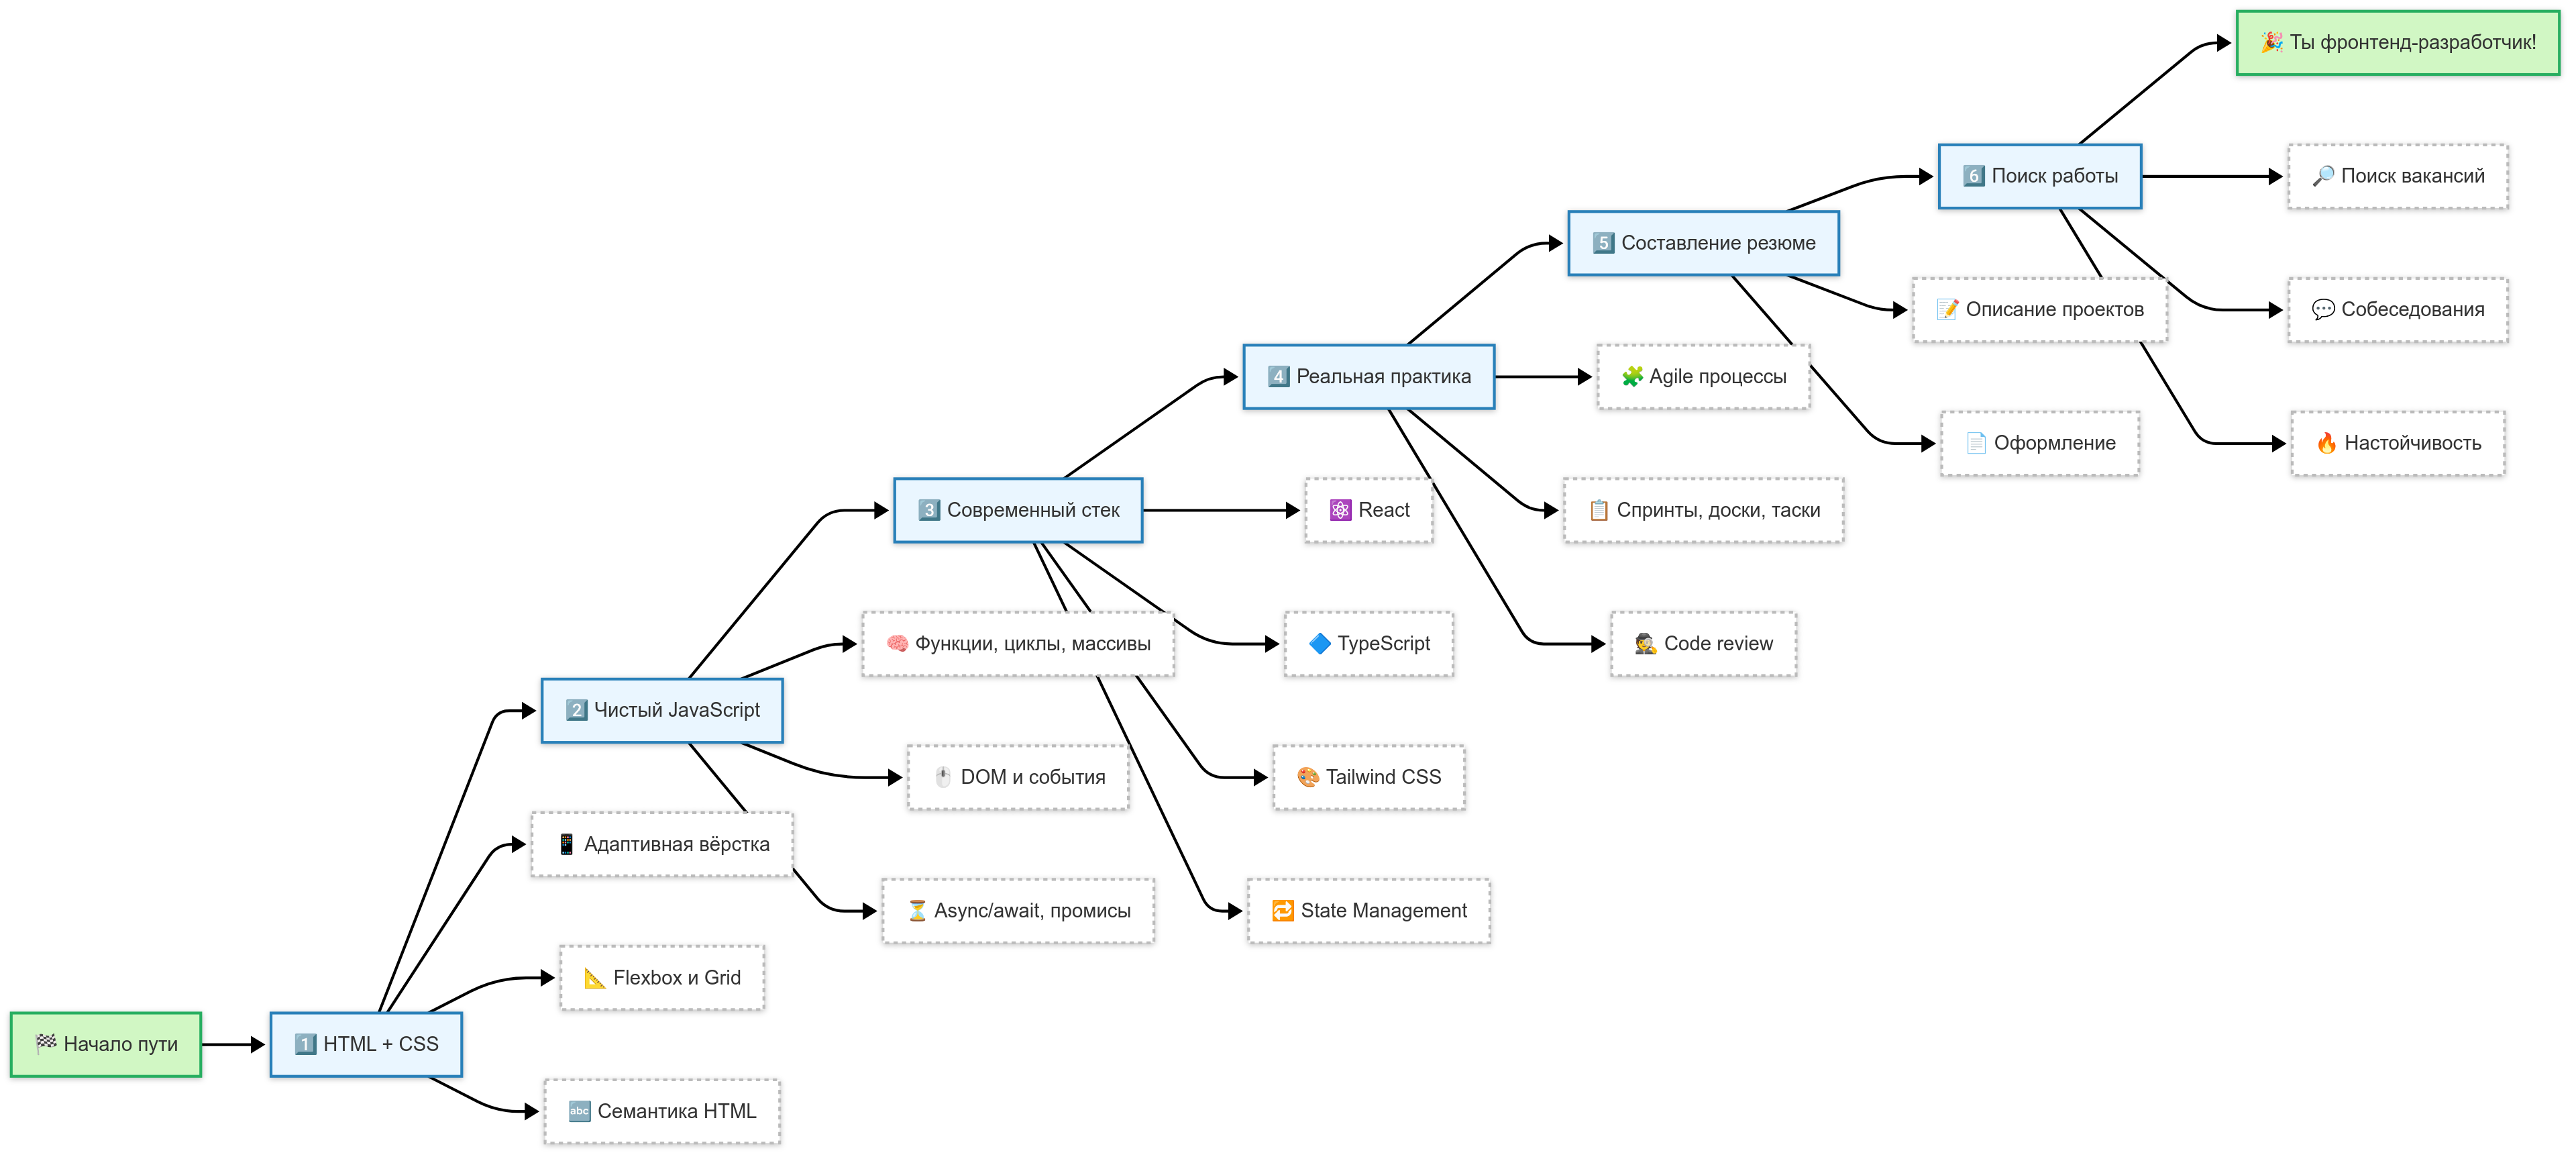 🏁 Начало пути
1️⃣ HTML + CSS
🔤 Семантика HTML
📐 Flexbox и Grid
📱 Адаптивная вёрстка
2️⃣ Чистый JavaScript
🧠 Функции, циклы, массивы
🖱️ DOM и события
⏳ Async/await, промисы
3️⃣ Современный стек
⚛️ React
🔷 TypeScript
🎨 Tailwind CSS
🔁 State Management
4️⃣ Реальная практика
🧩 Agile процессы
📋 Спринты, доски, таски
🕵️ Code review
5️⃣ Составление резюме
📝 Описание проектов
📄 Оформление
6️⃣ Поиск работы
🔎 Поиск вакансий
💬 Собеседования
🔥 Настойчивость
🎉 Ты фронтенд-разработчик!